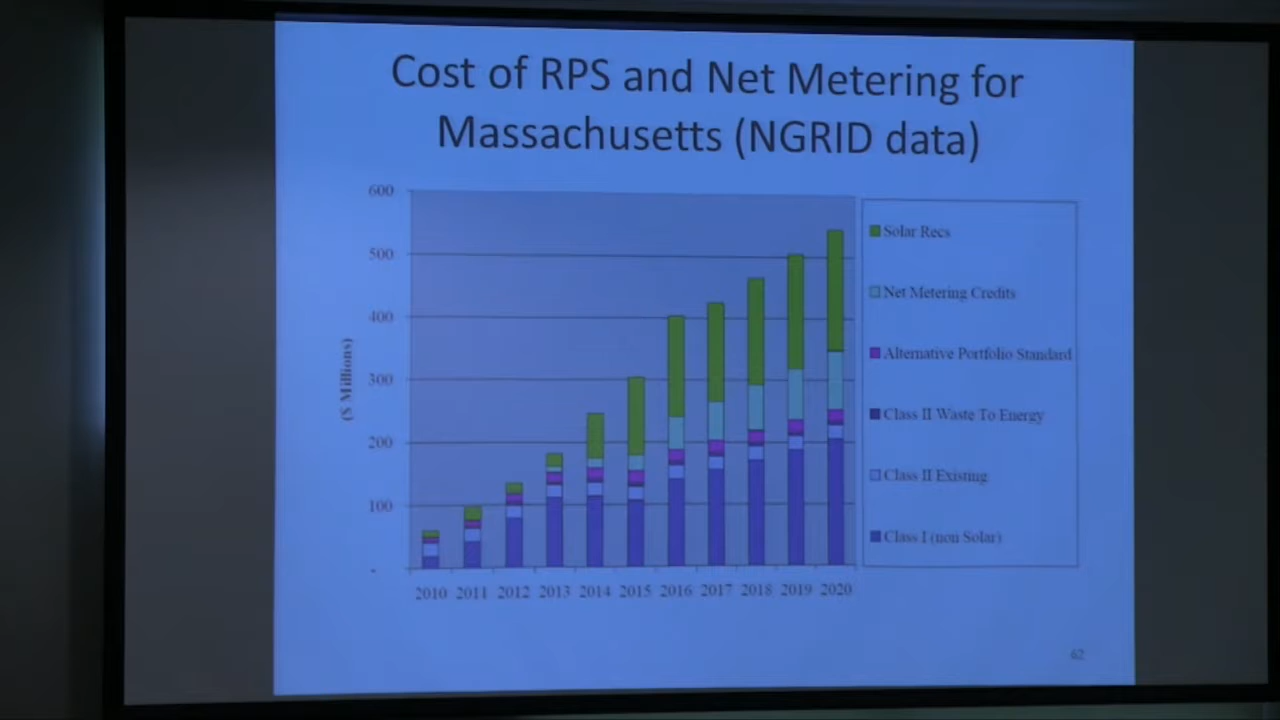 Cost of RPS and Net Metering for
Massachusetts (NGRID data)
600
500
400
300
200
100
-
($ Millions)
2010 2011 2012 2013 2014 2015 2016 2017 2018 2019 2020
Solar Recs
Net Metering Credits
Alternative Portfolio Standard
Class II Waste To Energy
Class II Existing
Class I (non Solar)
62